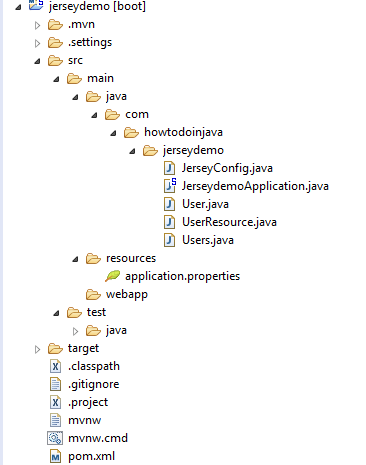 jerseydemo [boot]
.mvn
.settings
src
main
java
com
howtodoinjava
jerseydemo
JerseyConfig.java
JerseydemoApplication.java
User.java
UserResource.java
Users.java
resources
application.properties
webapp
test
java
target
.classpath
.gitignore
.project
mvnw
mvnw.cmd
pom.xml